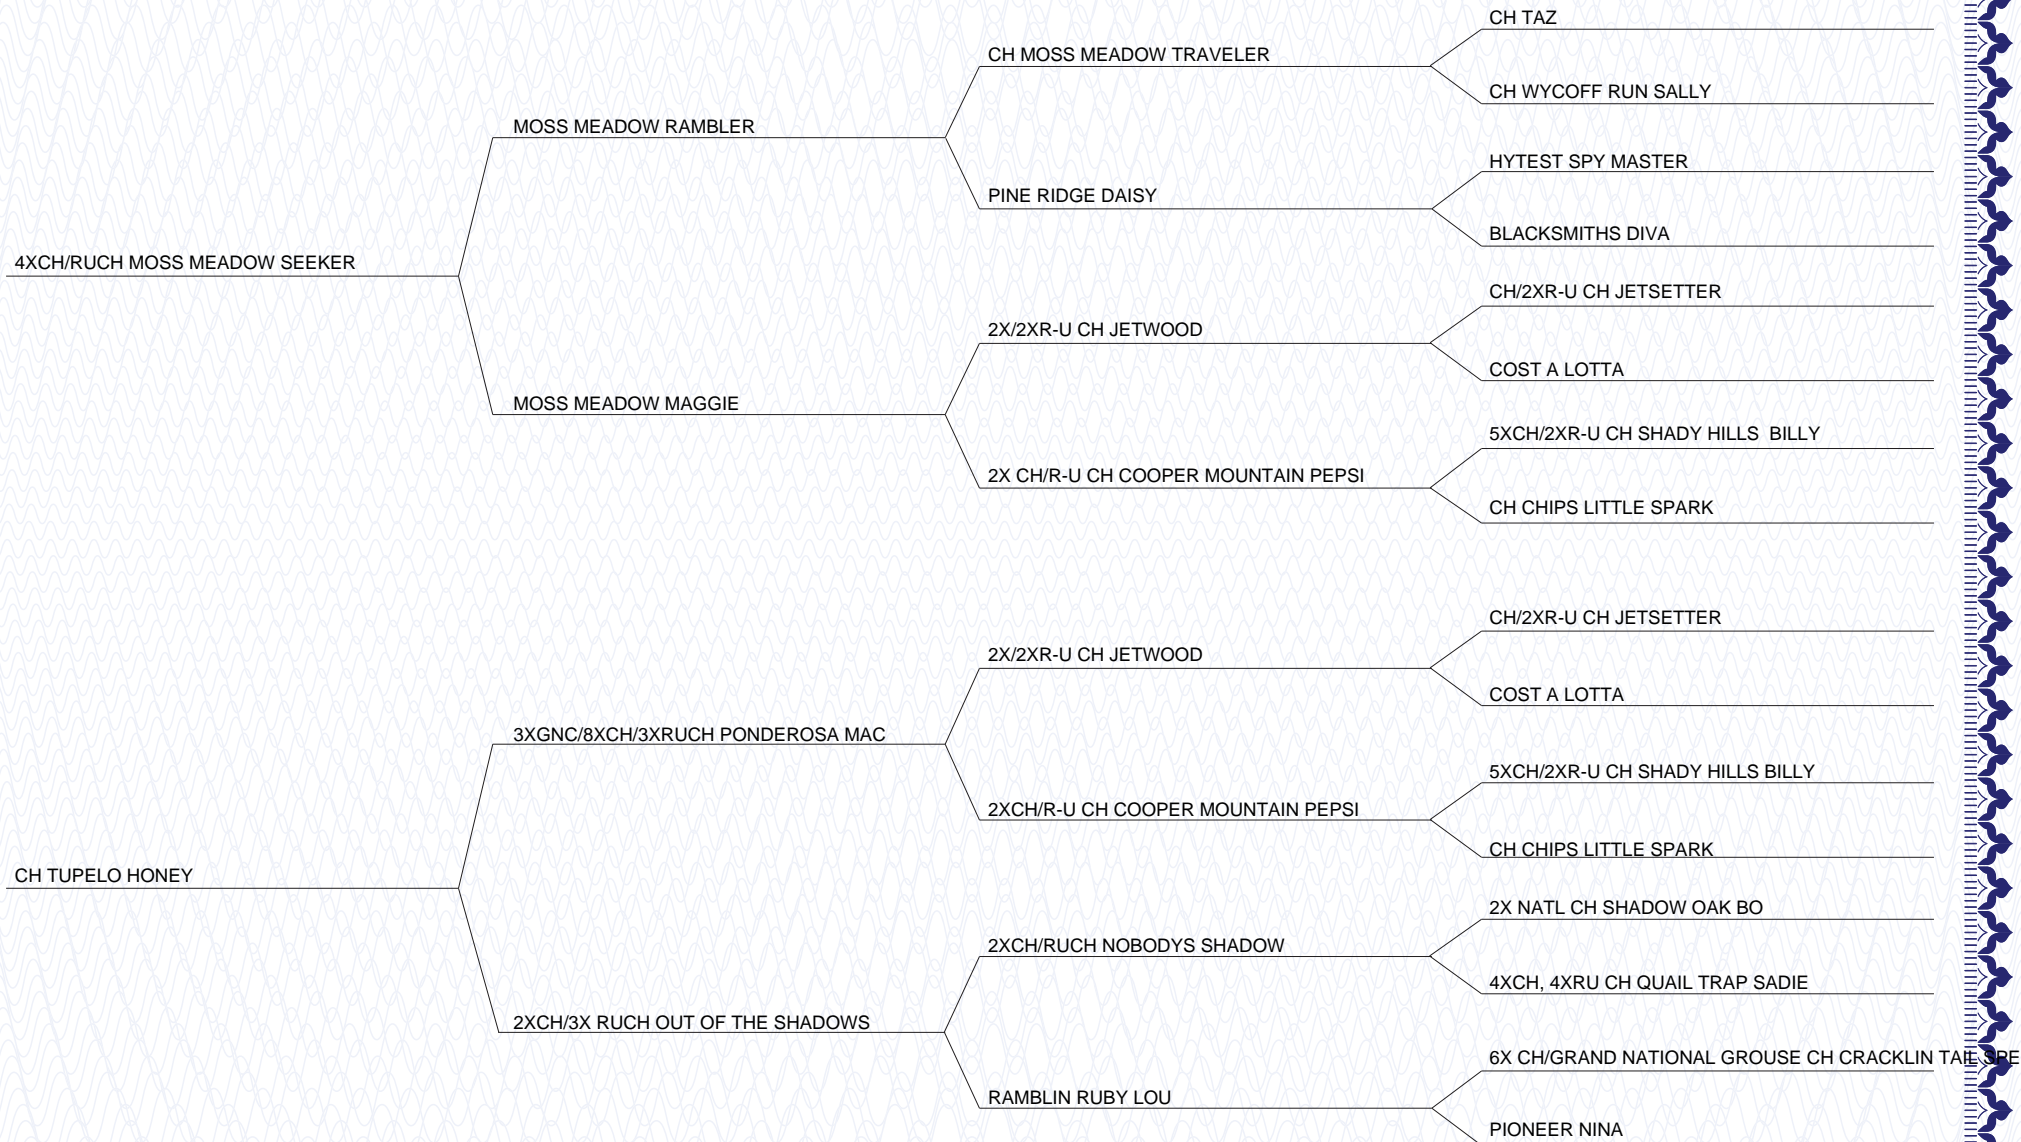 CH TAZ
CH MOSS MEADOW TRAVELER
CH WYCOFF RUN SALLY
MOSS MEADOW RAMBLER
HYTEST SPY MASTER
PINE RIDGE DAISY
BLACKSMITHS DIVA
4XCH/RUCH MOSS MEADOW SEEKER
CH/2XR-U CH JETSETTER
2X/2XR-U CH JETWOOD
COST A LOTTA
MOSS MEADOW MAGGIE
5XCH/2XR-U CH SHADY HILLS  BILLY
2X CH/R-U CH COOPER MOUNTAIN PEPSI
CH CHIPS LITTLE SPARK
CH/2XR-U CH JETSETTER
2X/2XR-U CH JETWOOD
COST A LOTTA
3XGNC/8XCH/3XRUCH PONDEROSA MAC
5XCH/2XR-U CH SHADY HILLS BILLY
2XCH/R-U CH COOPER MOUNTAIN PEPSI
CH CHIPS LITTLE SPARK
CH TUPELO HONEY
2X NATL CH SHADOW OAK BO
2XCH/RUCH NOBODYS SHADOW
4XCH, 4XRU CH QUAIL TRAP SADIE
2XCH/3X RUCH OUT OF THE SHADOWS
6X CH/GRAND NATIONAL GROUSE CH CRACKLIN TAIL SPE
RAMBLIN RUBY LOU
PIONEER NINA